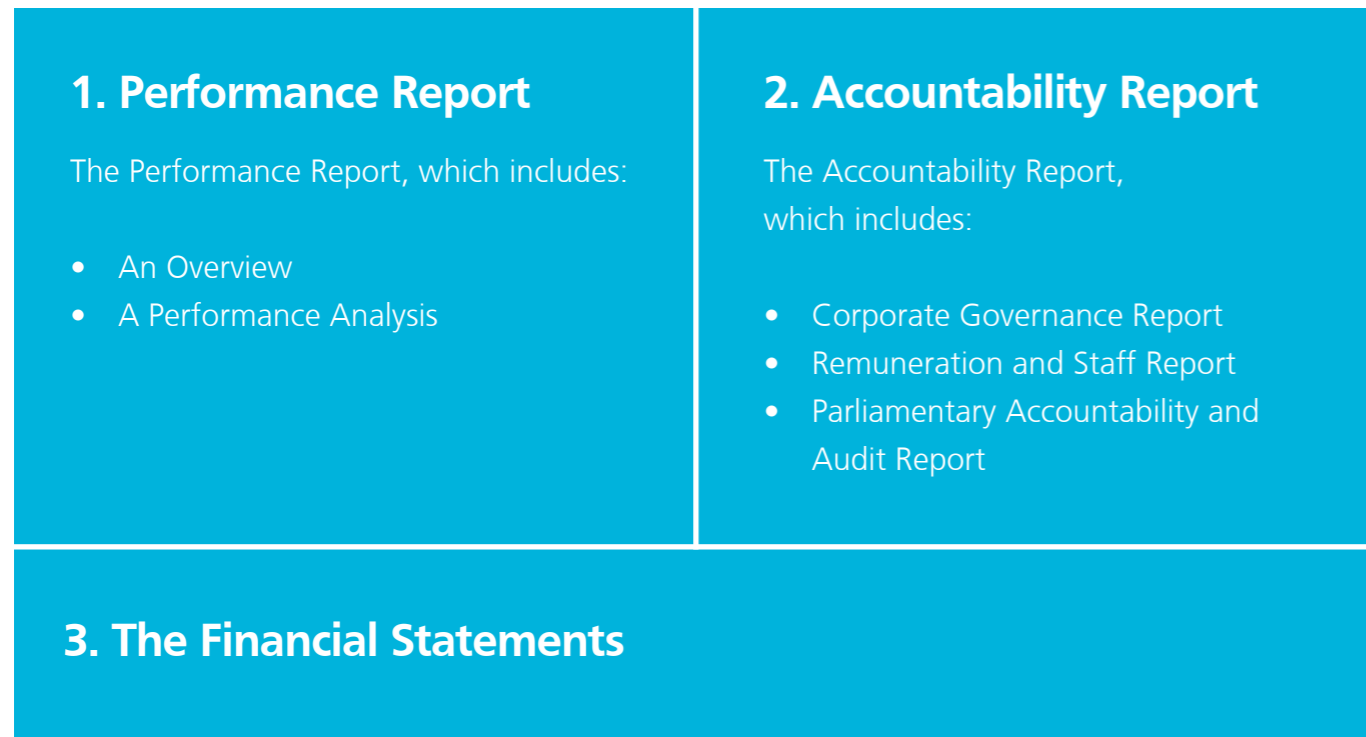 1. Performance Report
The Performance Report, which includes:
• An Overview
• A Performance Analysis
2. Accountability Report
The Accountability Report,
which includes:
• Corporate Governance Report
• Remuneration and Staff Report
• Parliamentary Accountability and
Audit Report
3. The Financial Statements